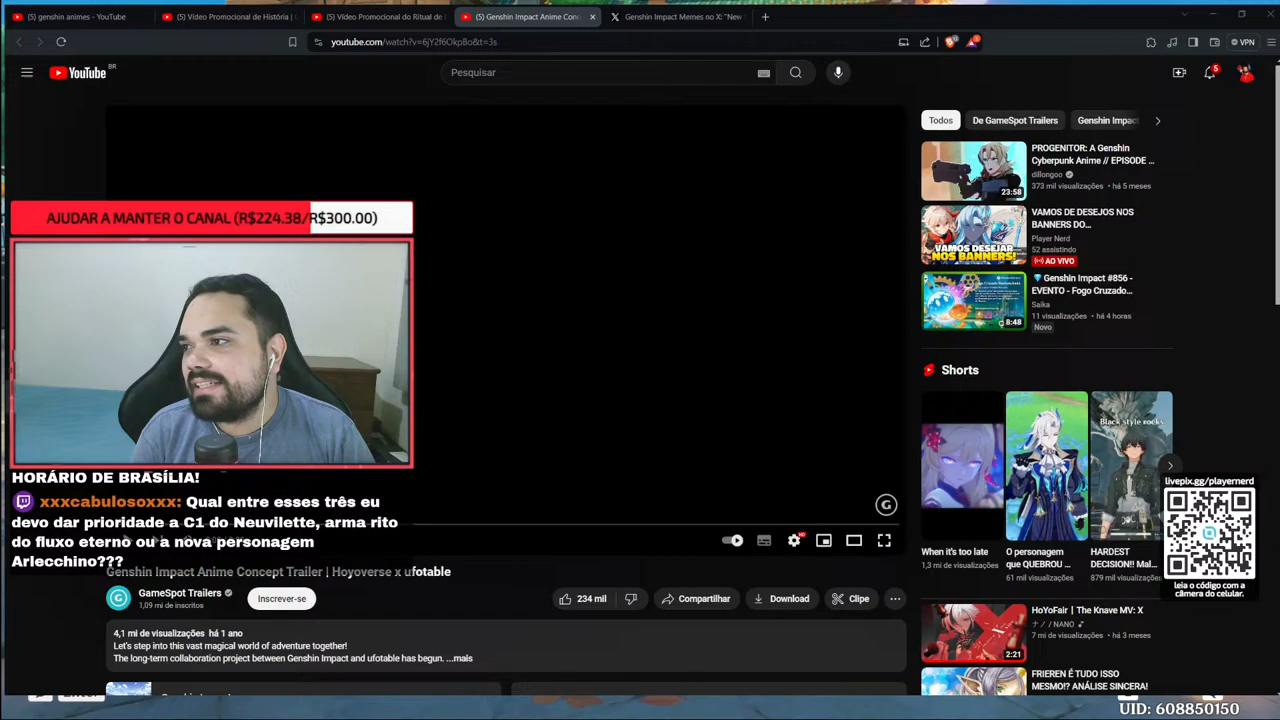 (5) genshin animes - YouTube
(5) Vídeo Promocional de História |
(5) Vídeo Promocional do Ritual de
(5) Genshin Impact Anime Conc
Genshin Impact Memes no X: "New
youtube.com/watch?v=6jY2f6OkpBo&t=3s
VPN
YouTube BR
Pesquisar
5
Todos
De GameSpot Trailers
Genshin Impac
PROGENITOR: A Genshin
Cyberpunk Anime // EPISODE ...
dillongoo
373 mil visualizações • há 5 meses
23:58
VAMOS DE DESEJOS NOS
BANNERS DO...
Player Nerd
52 assistindo
AO VIVO
VAMOS DESEJAR
NOS BANNERS!
Genshin Impact #856 -
EVENTO - Fogo Cruzado...
Saika
11 visualizações • há 4 horas
Novo
8:48
AJUDAR A MANTER O CANAL (R$224.38/R$300.00)
HORÁRIO DE BRASÍLIA!
xxxcabulosoxxx: Qual entre esses três eu
devo dar prioridade a C1 do Neuvilette, arma rito
do fluxo eterno ou a nova personagem
Arlecchino???
Shorts
Black style rocky
When it's too late
1,3 mi de visualizações
O personagem
que QUEBROU ...
61 mil visualizações
HARDEST
DECISION!! Mal...
879 mil visualizações
livepix.gg/playernerd
leia o código com a
câmera do celular.
G
HD
Genshin Impact Anime Concept Trailer | Hoyoverse x ufotable
G
GameSpot Trailers
1,09 mi de inscritos
Inscrever-se
234 mil
Compartilhar
Download
Clipe
4,1 mi de visualizações há 1 ano
Let's step into this vast magical world of adventure together!
The long-term collaboration project between Genshin Impact and ufotable has begun. ...mais
HoYoFair | The Knave MV: X
ナノ / NANO
7 mi de visualizações • há 3 meses
2:21
FRIEREN É TUDO ISSO
MESMO!? ANÁLISE SINCERA!
UID: 608850150